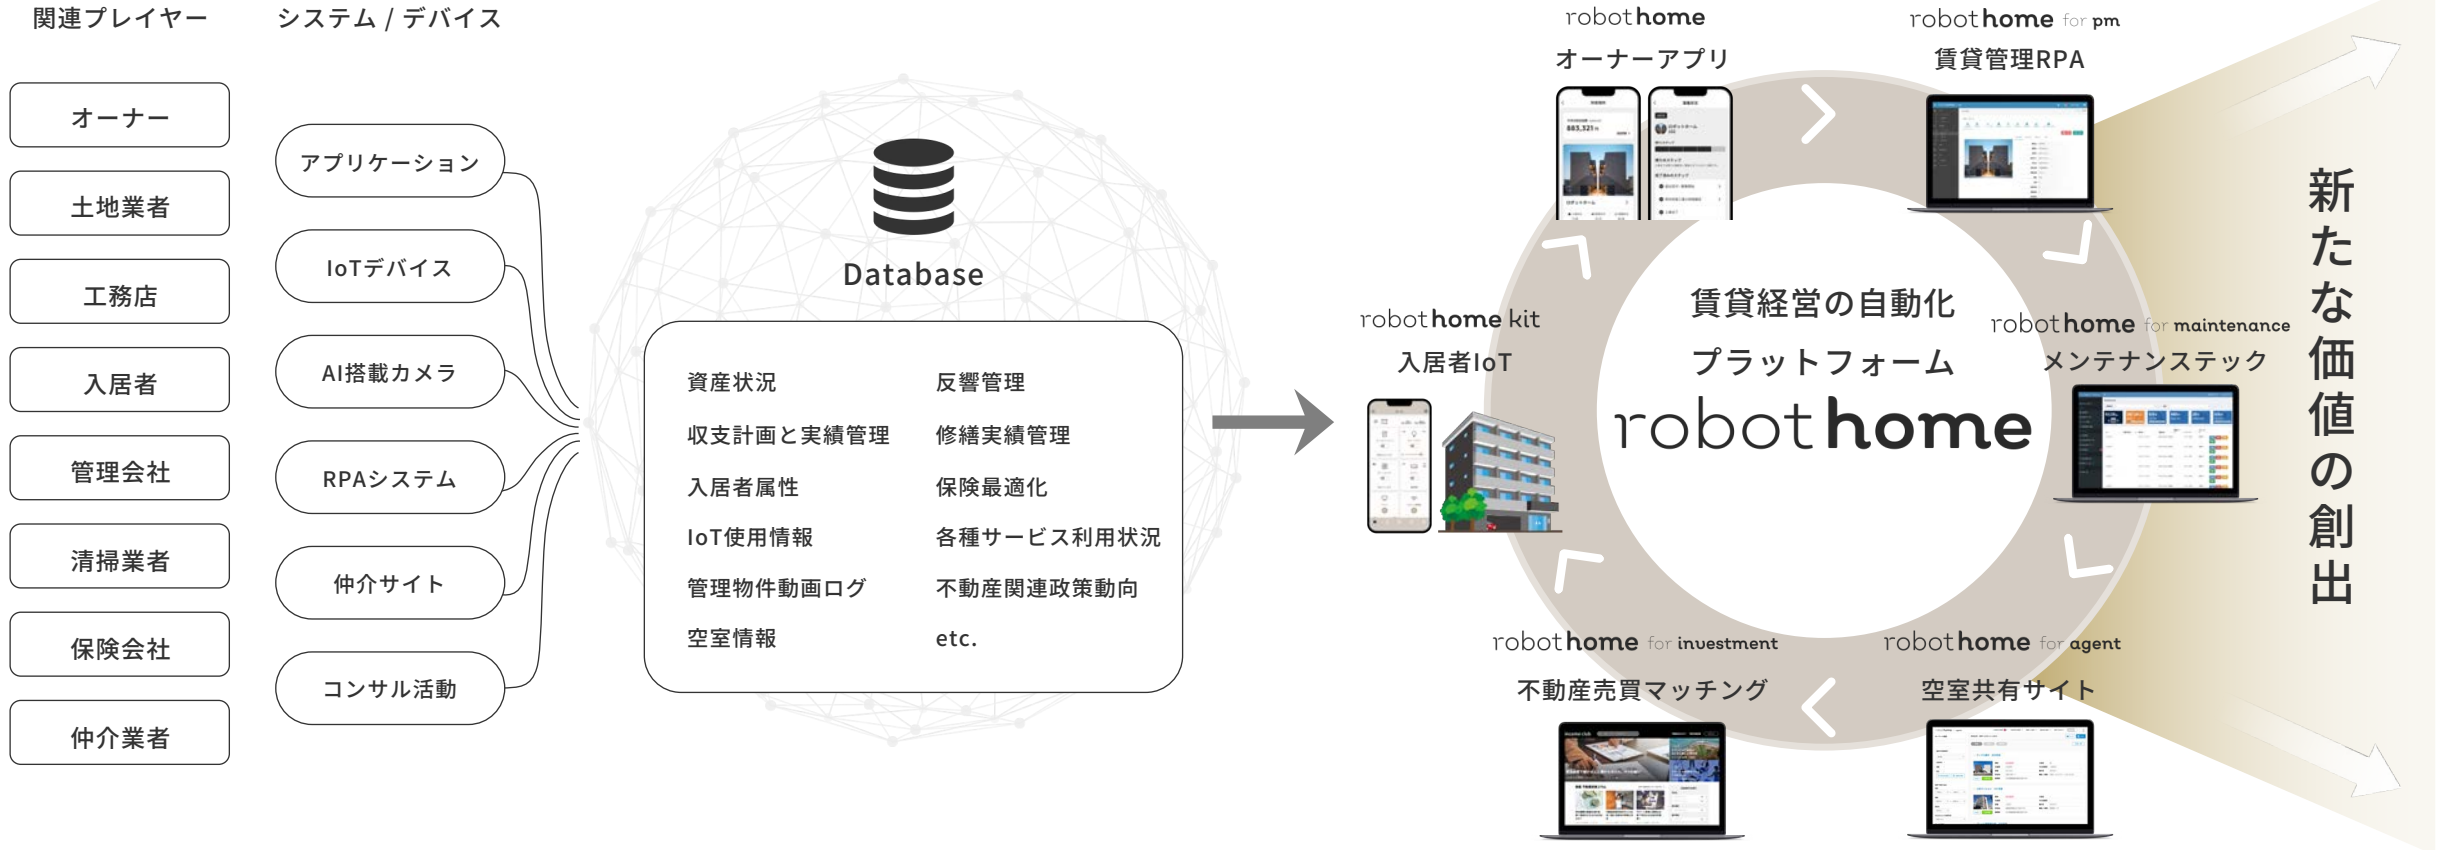 関連プレイヤー
オーナー
土地業者
工務店
入居者
管理会社
清掃業者
保険会社
仲介業者
システム / デバイス
アプリケーション
IoTデバイス
AI搭載カメラ
RPAシステム
仲介サイト
コンサル活動
Database
資産状況
収支計画と実績管理
入居者属性
IoT使用情報
管理物件動画ログ
空室情報
反響管理
修繕実績管理
保険最適化
各種サービス利用状況
不動産関連政策動向
etc.
robot home
オーナーアプリ
883,321
robot home for pm
賃貸管理RPA
robot home kit
入居者IoT
賃貸経営の自動化
プラットフォーム
robot home
robot home for maintenance
メンテナンステック
robot home for investment
不動産売買マッチング
robot home for agent
空室共有サイト
新たな価値の創出